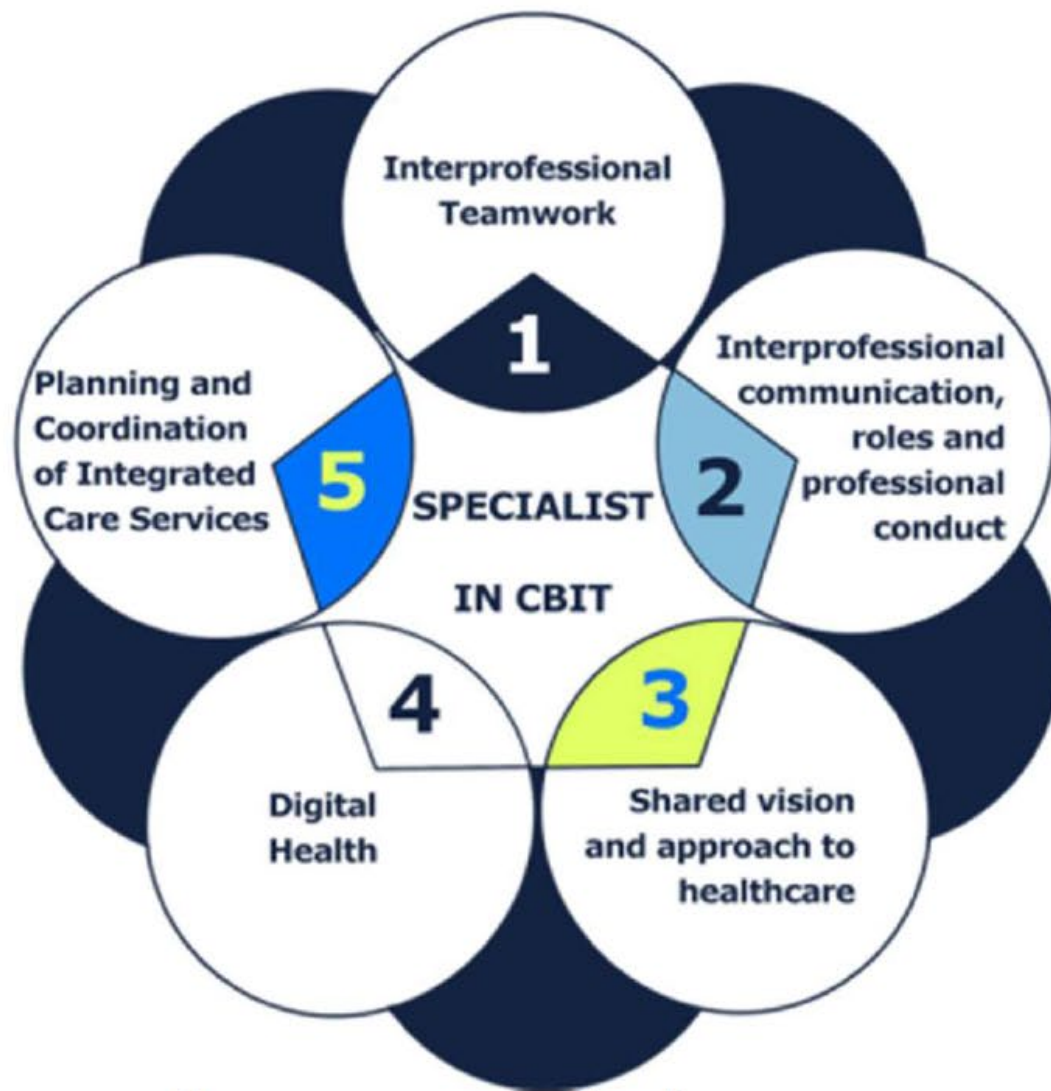 Interprofessional
Teamwork
1
Interprofessional
communication,
roles and
professional
conduct
2
3
Shared vision
and approach to
healthcare
4
Digital
Health
Planning and
Coordination
of Integrated
Care Services
5
SPECIALIST
IN CBIT